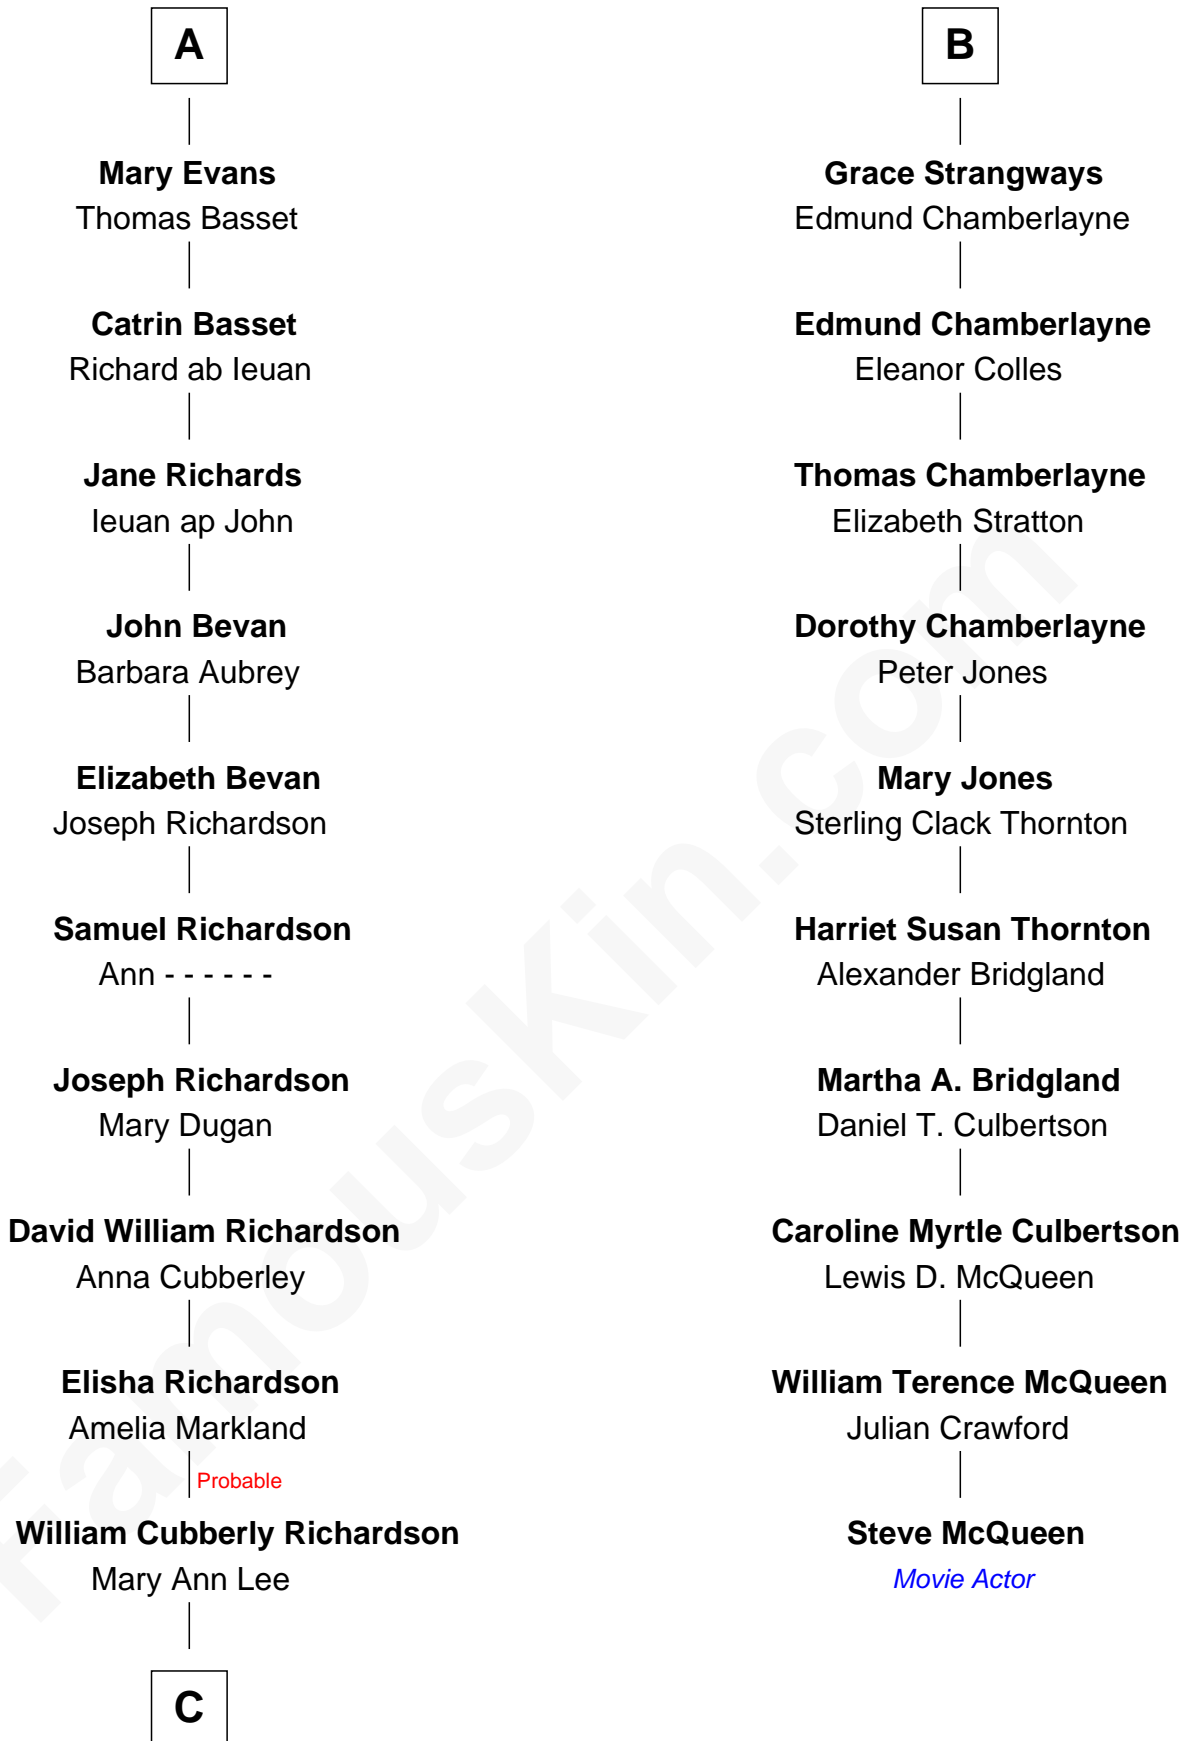 A
Mary Evans
Thomas Basset
Catrin Basset
Richard ab Ieuan
Jane Richards
Ieuan ap John
John Bevan
Barbara Aubrey
Elizabeth Bevan
Joseph Richardson
Samuel Richardson
Ann - - - - - -
Joseph Richardson
Mary Dugan
David William Richardson
Anna Cubberley
Elisha Richardson
Amelia Markland
Probable
William Cubberly Richardson
Mary Ann Lee
C
B
Grace Strangways
Edmund Chamberlayne
Edmund Chamberlayne
Eleanor Colles
Thomas Chamberlayne
Elizabeth Stratton
Dorothy Chamberlayne
Peter Jones
Mary Jones
Sterling Clack Thornton
Harriet Susan Thornton
Alexander Bridgland
Martha A. Bridgland
Daniel T. Culbertson
Caroline Myrtle Culbertson
Lewis D. McQueen
William Terence McQueen
Julian Crawford
Steve McQueen
Movie Actor
FamousKin.com